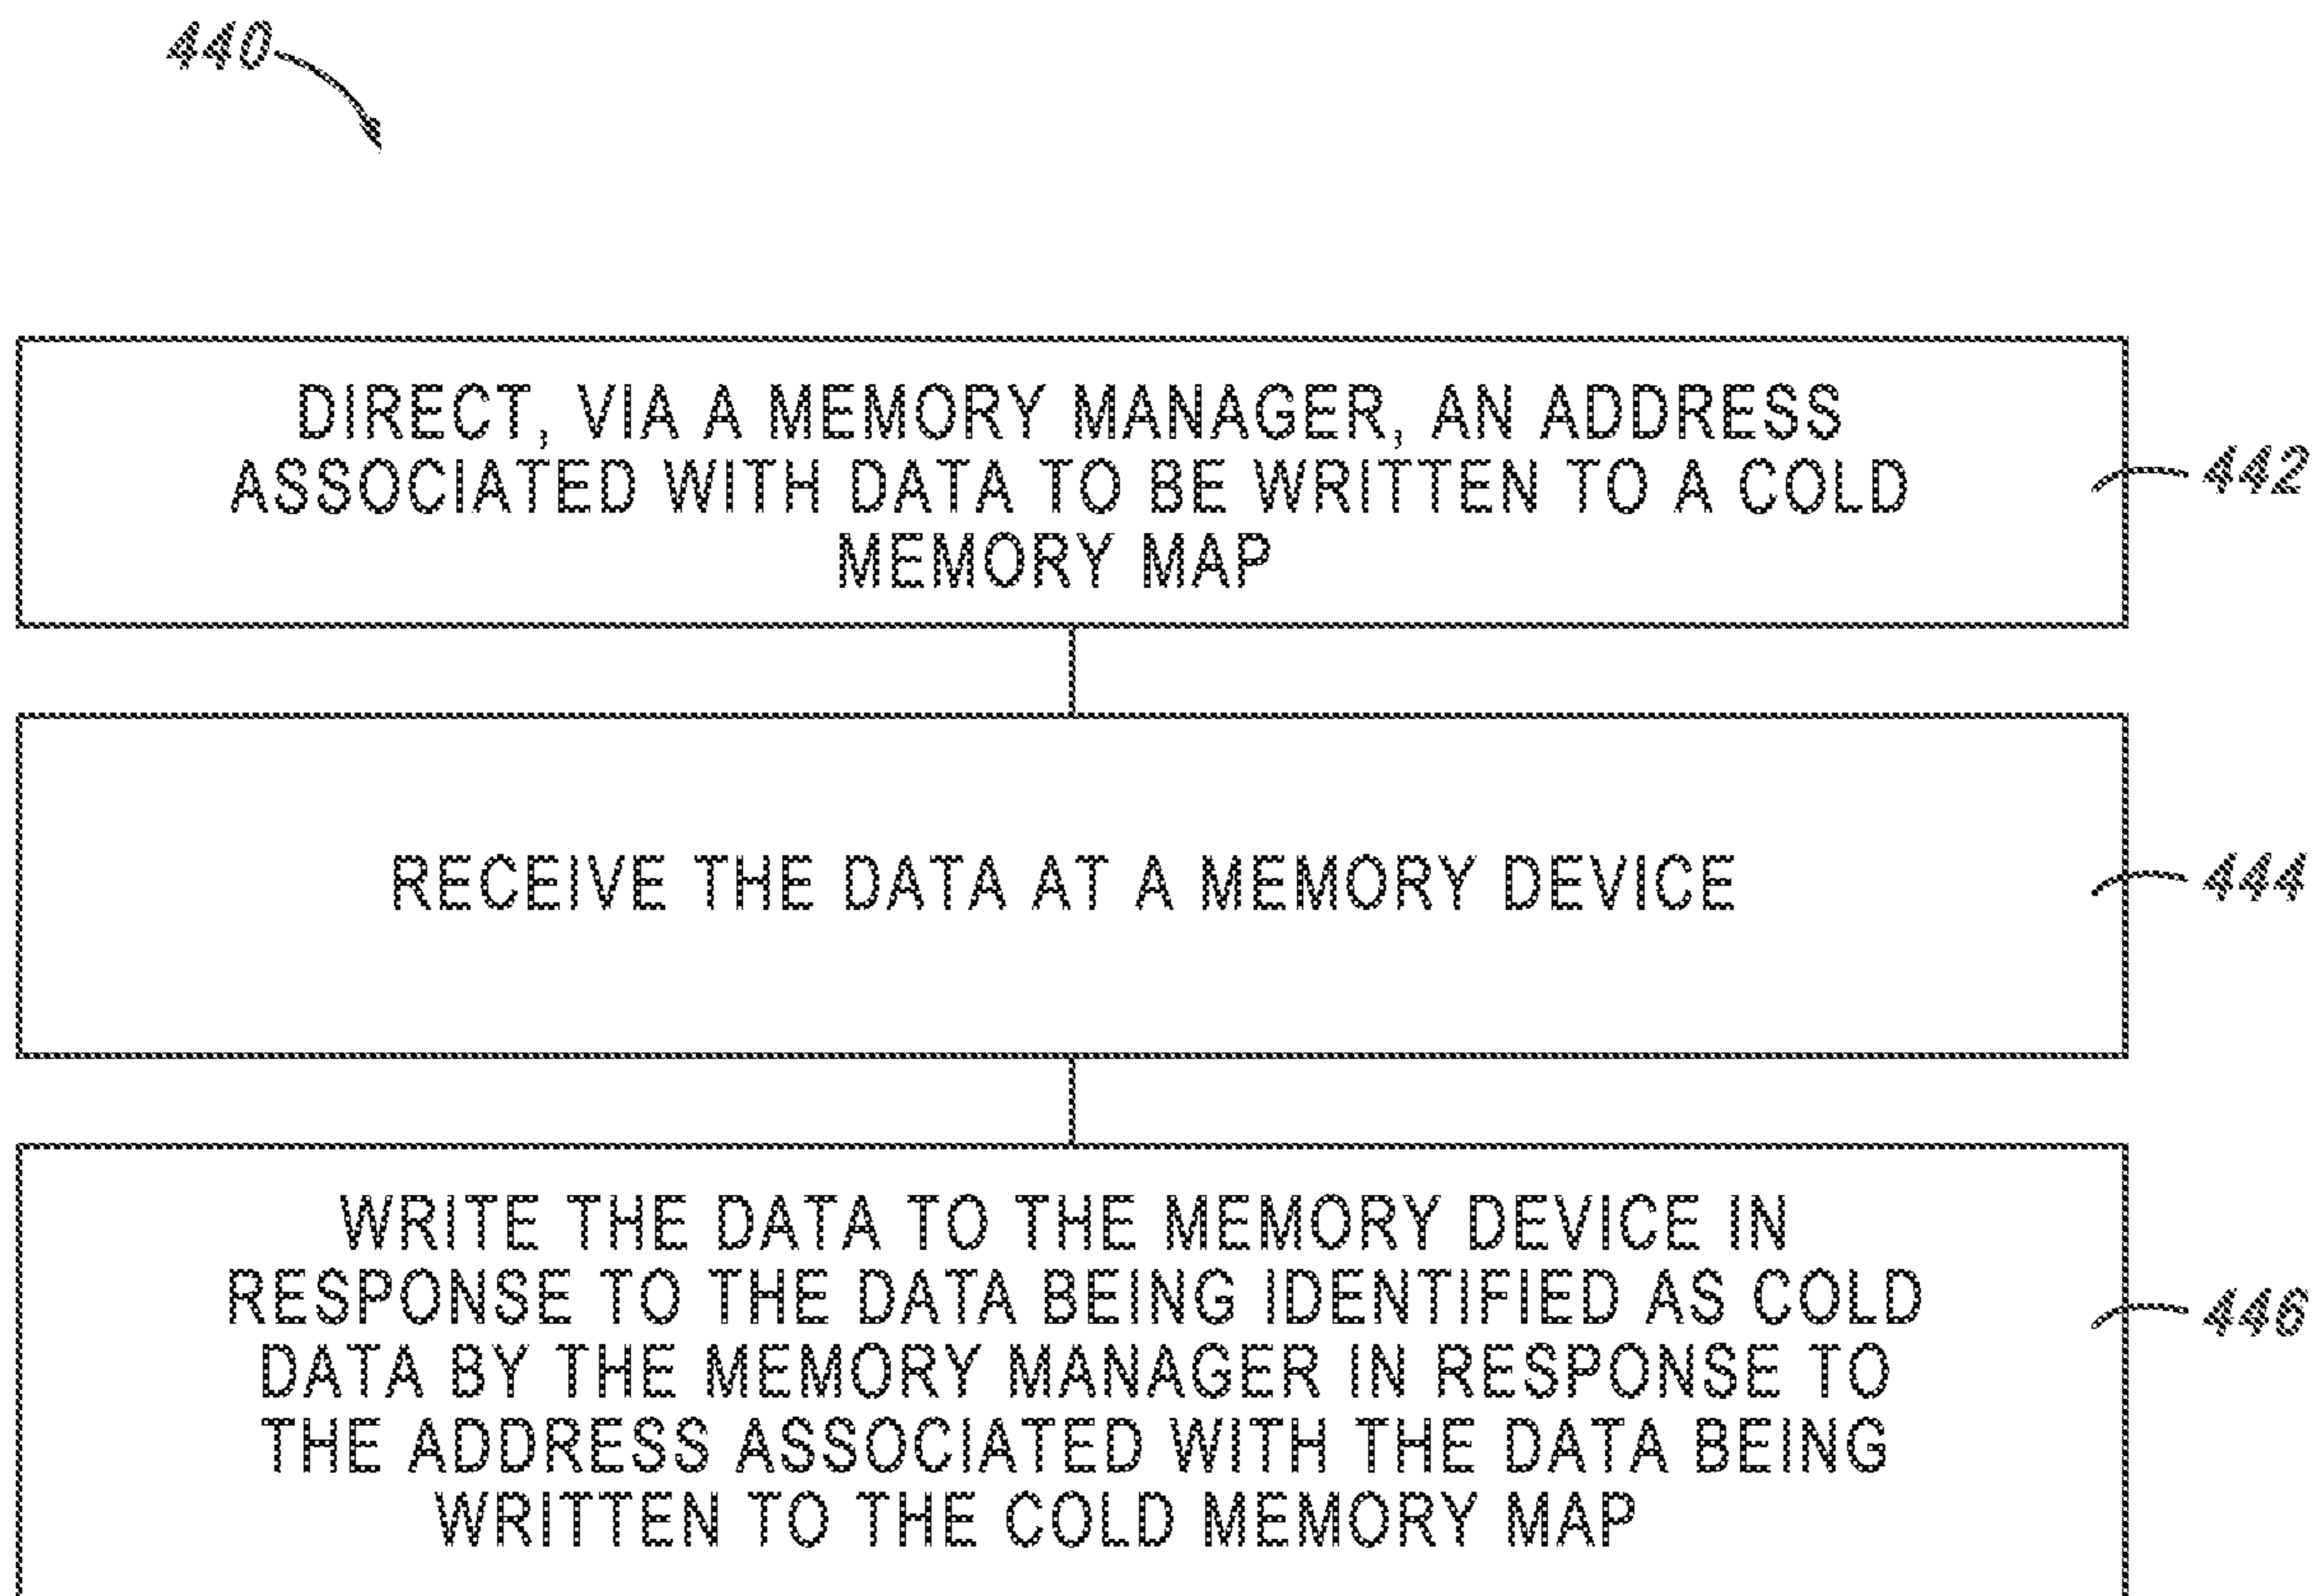 440
DIRECT, VIA A MEMORY MANAGER, AN ADDRESS
ASSOCIATED WITH DATA TO BE WRITTEN TO A COLD
MEMORY MAP
442
RECEIVE THE DATA AT A MEMORY DEVICE
444
WRITE THE DATA TO THE MEMORY DEVICE IN
RESPONSE TO THE DATA BEING IDENTIFIED AS COLD
DATA BY THE MEMORY MANAGER IN RESPONSE TO
THE ADDRESS ASSOCIATED WITH THE DATA BEING
WRITTEN TO THE COLD MEMORY MAP
446